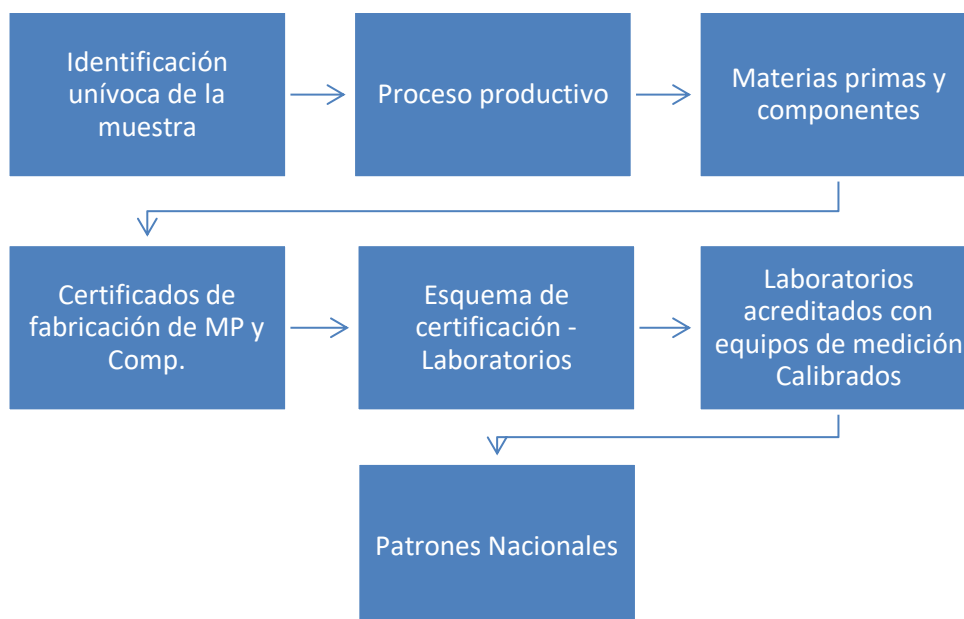 Identificación
unívoca de la
muestra
Proceso productivo
Materias primas y
componentes
Certificados de
fabricación de MP y
Comp.
Esquema de
certificación -
Laboratorios
Laboratorios
acreditados con
equipos de medición
Calibrados
Patrones Nacionales